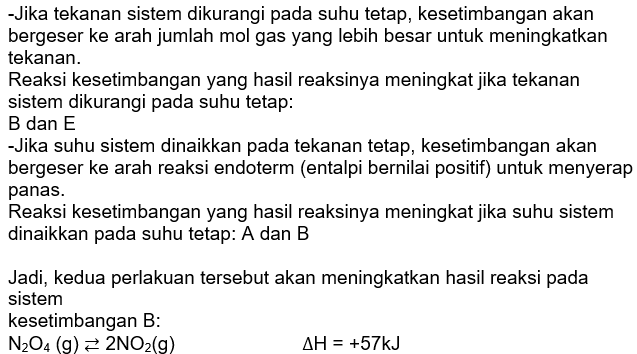 -Jika tekanan sistem dikurangi pada suhu tetap, kesetimbangan akan
bergeser ke arah jumlah mol gas yang lebih besar untuk meningkatkan
tekanan.
Reaksi kesetimbangan yang hasil reaksinya meningkat jika tekanan
sistem dikurangi pada suhu tetap:
B dan E
-Jika suhu sistem dinaikkan pada tekanan tetap, kesetimbangan akan
bergeser ke arah reaksi endoterm (entalpi bernilai positif) untuk menyerap
panas.
Reaksi kesetimbangan yang hasil reaksinya meningkat jika suhu sistem
dinaikkan pada suhu tetap: A dan B
Jadi, kedua perlakuan tersebut akan meningkatkan hasil reaksi pada
sistem
kesetimbangan B:
N₂O₄ (g) ⇄ 2NO₂(g) ΔH = +57kJ